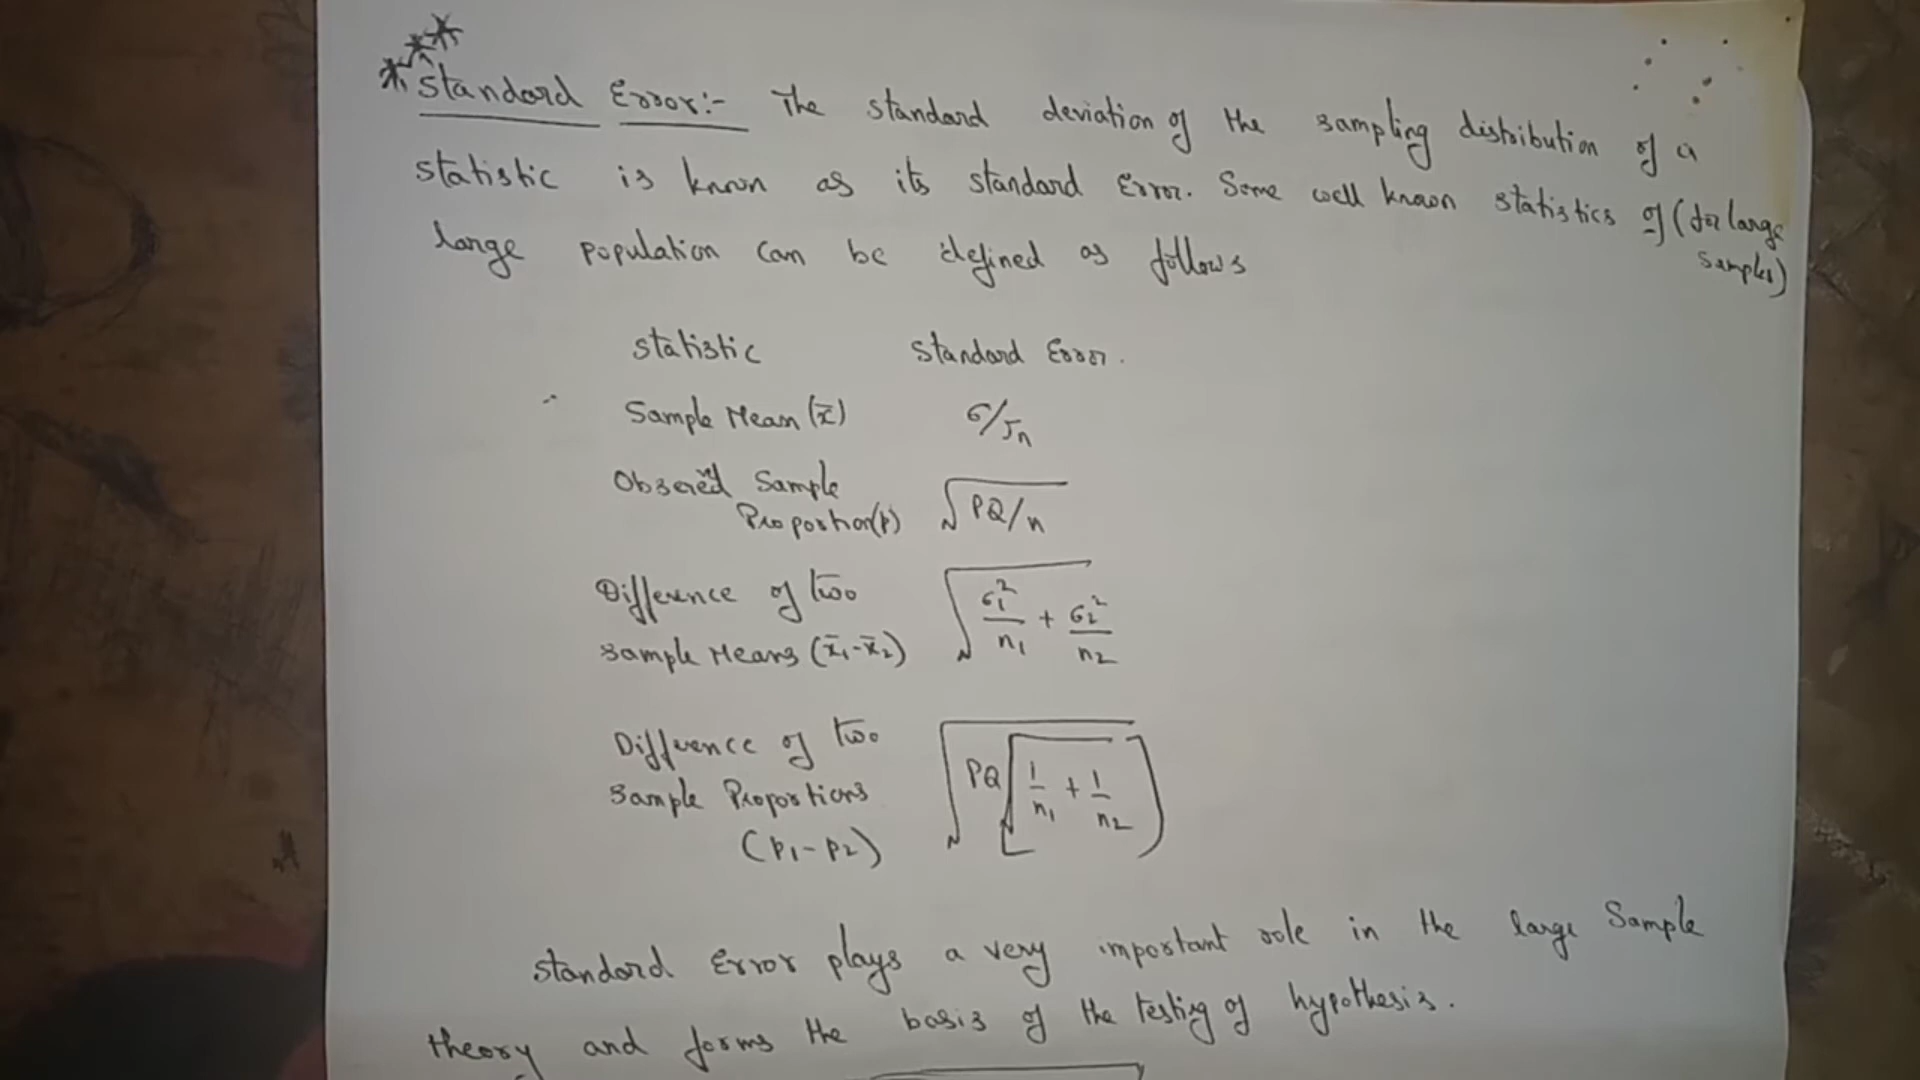 *** Standard Error:- The standard deviation of the sampling distribution of a
statistic is known as its standard Error. Some well known statistics of (for large
samples)
large population can be defined as follows
statistic standard Error.
Sample Mean (x̄) σ/√n
Observed Sample
Proportion(p) √PQ/n
Difference of two
sample Means (x̄₁-x̄₂) √(σ₁²/n₁ + σ₂²/n₂)
Difference of two
sample Proportions √PQ[1/n₁ + 1/n₂]
(p₁-p₂)
standard Error plays a very important role in the large Sample
theory and forms the basis of the testing of hypothesis.